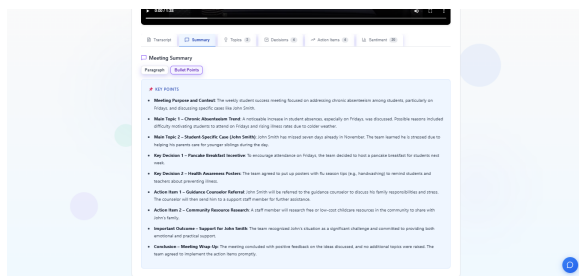 0:00 / 1:35
Transcript
Summary
Topics 2
Decisions 4
Action Items 4
Sentiment 20
Meeting Summary
Paragraph
Bullet Points
KEY POINTS
• Meeting Purpose and Context: The weekly student success meeting focused on addressing chronic absenteeism among students, particularly on
Fridays, and discussing specific cases like John Smith.
• Main Topic 1 – Chronic Absenteeism Trend: A noticeable increase in student absences, especially on Fridays, was discussed. Possible reasons included
difficulty motivating students to attend on Fridays and rising illness rates due to colder weather.
• Main Topic 2 – Student-Specific Case (John Smith): John Smith has missed seven days already in November. The team learned he is stressed due to
helping his parents care for younger siblings during the day.
• Key Decision 1 – Pancake Breakfast Incentive: To encourage attendance on Fridays, the team decided to host a pancake breakfast for students next
week.
• Key Decision 2 – Health Awareness Posters: The team agreed to put up posters with flu season tips (e.g., handwashing) to remind students and
teachers about preventing illness.
• Action Item 1 – Guidance Counselor Referral: John Smith will be referred to the guidance counselor to discuss his family responsibilities and stress.
The counselor will then send him to a support staff member for further assistance.
• Action Item 2 – Community Resource Research: A staff member will research free or low-cost childcare resources in the community to share with
John's family.
• Important Outcome – Support for John Smith: The team recognized John's situation as a significant challenge and committed to providing both
emotional and practical support.
• Conclusion – Meeting Wrap-Up: The meeting concluded with positive feedback on the ideas discussed, and no additional topics were raised. The
team agreed to implement the action items promptly.